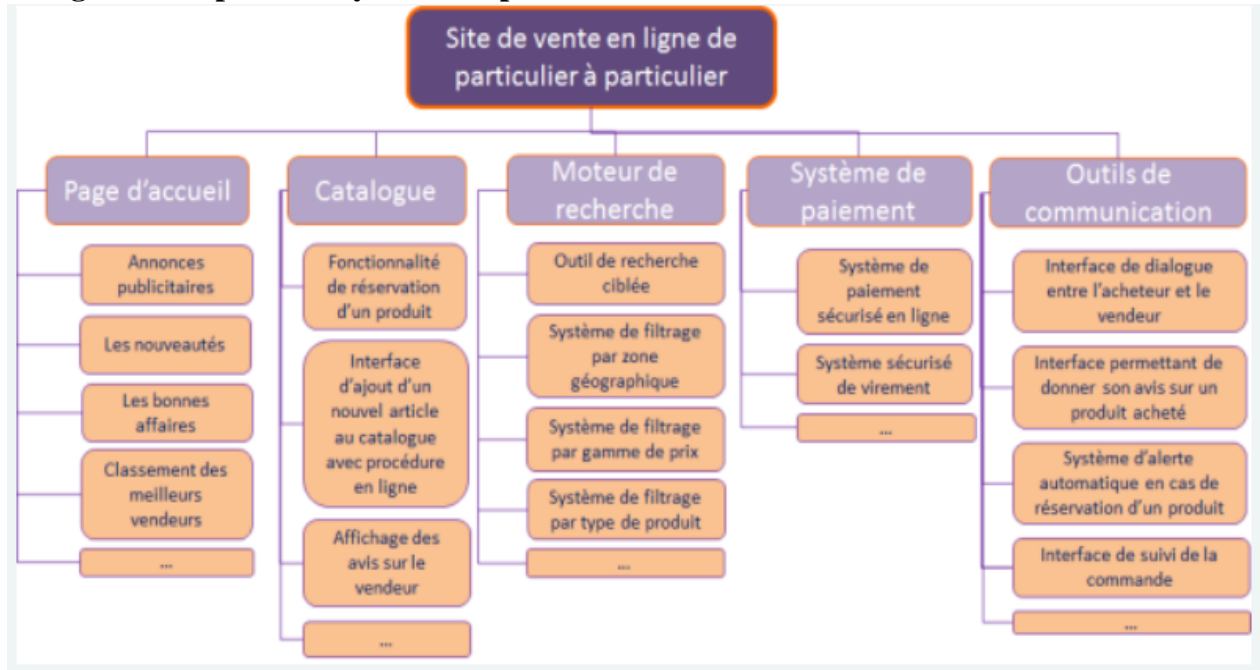 Site de vente en ligne de
particulier à particulier
Page d'accueil
Annonces
publicitaires
Les nouveautés
Les bonnes
affaires
Classement des
meilleurs
vendeurs
...
Catalogue
Fonctionnalité
de réservation
d'un produit
Interface
d'ajout d'un
nouvel article
au catalogue
avec procédure
en ligne
Affichage des
avis sur le
vendeur
...
Moteur de
recherche
Outil de recherche
ciblée
Système de filtrage
par zone
géographique
Système de filtrage
par gamme de prix
Système de filtrage
par type de produit
...
Système de
paiement
Système de
paiement
sécurisé en ligne
Système sécurisé
de virement
...
Outils de
communication
Interface de dialogue
entre l'acheteur et le
vendeur
Interface permettant de
donner son avis sur un
produit acheté
Système d'alerte
automatique en cas de
réservation d'un produit
Interface de suivi de la
commande
...